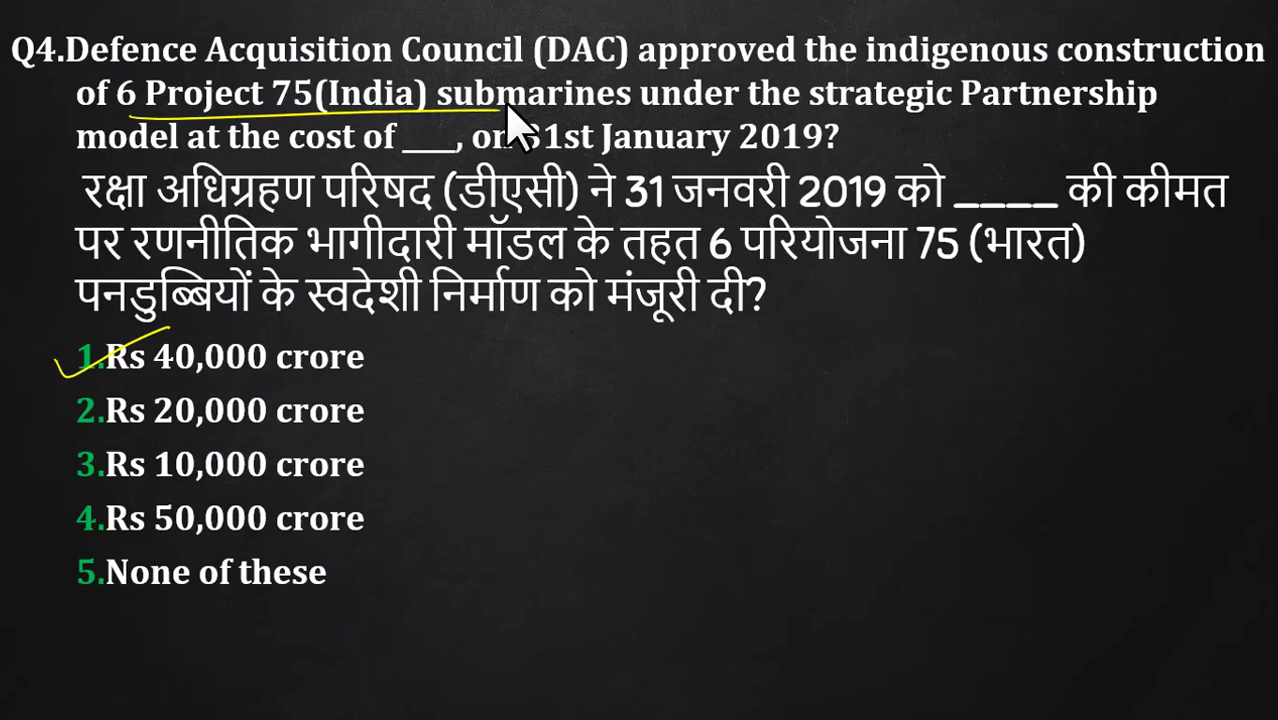 Q4.Defence Acquisition Council (DAC) approved the indigenous construction
of 6 Project 75(India) submarines under the strategic Partnership
model at the cost of ____, on 31st January 2019?
रक्षा अधिग्रहण परिषद (डीएसी) ने 31 जनवरी 2019 को ____ की कीमत
पर रणनीतिक भागीदारी मॉडल के तहत 6 परियोजना 75 (भारत)
पनडुब्बियों के स्वदेशी निर्माण को मंजूरी दी?
1.Rs 40,000 crore
2.Rs 20,000 crore
3.Rs 10,000 crore
4.Rs 50,000 crore
5.None of these